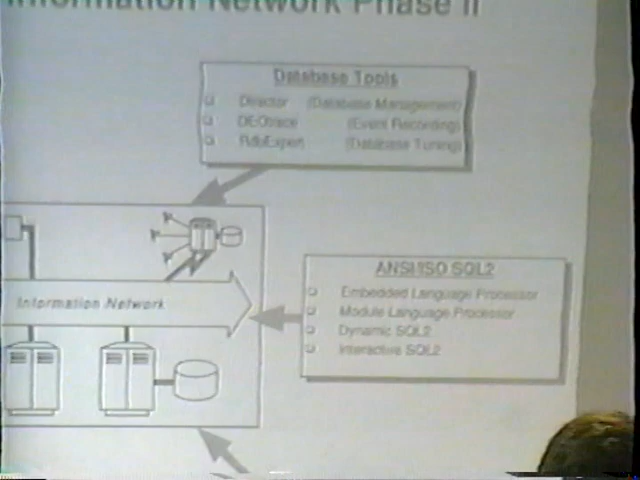 Information Network Phase II
Database Tools
Director (Database Management)
DECtrace (Event Recording)
RdbExpert (Database Tuning)
Information Network
ANSI/ISO SQL2
Embedded Language Processor
Module Language Processor
Dynamic SQL2
Interactive SQL2